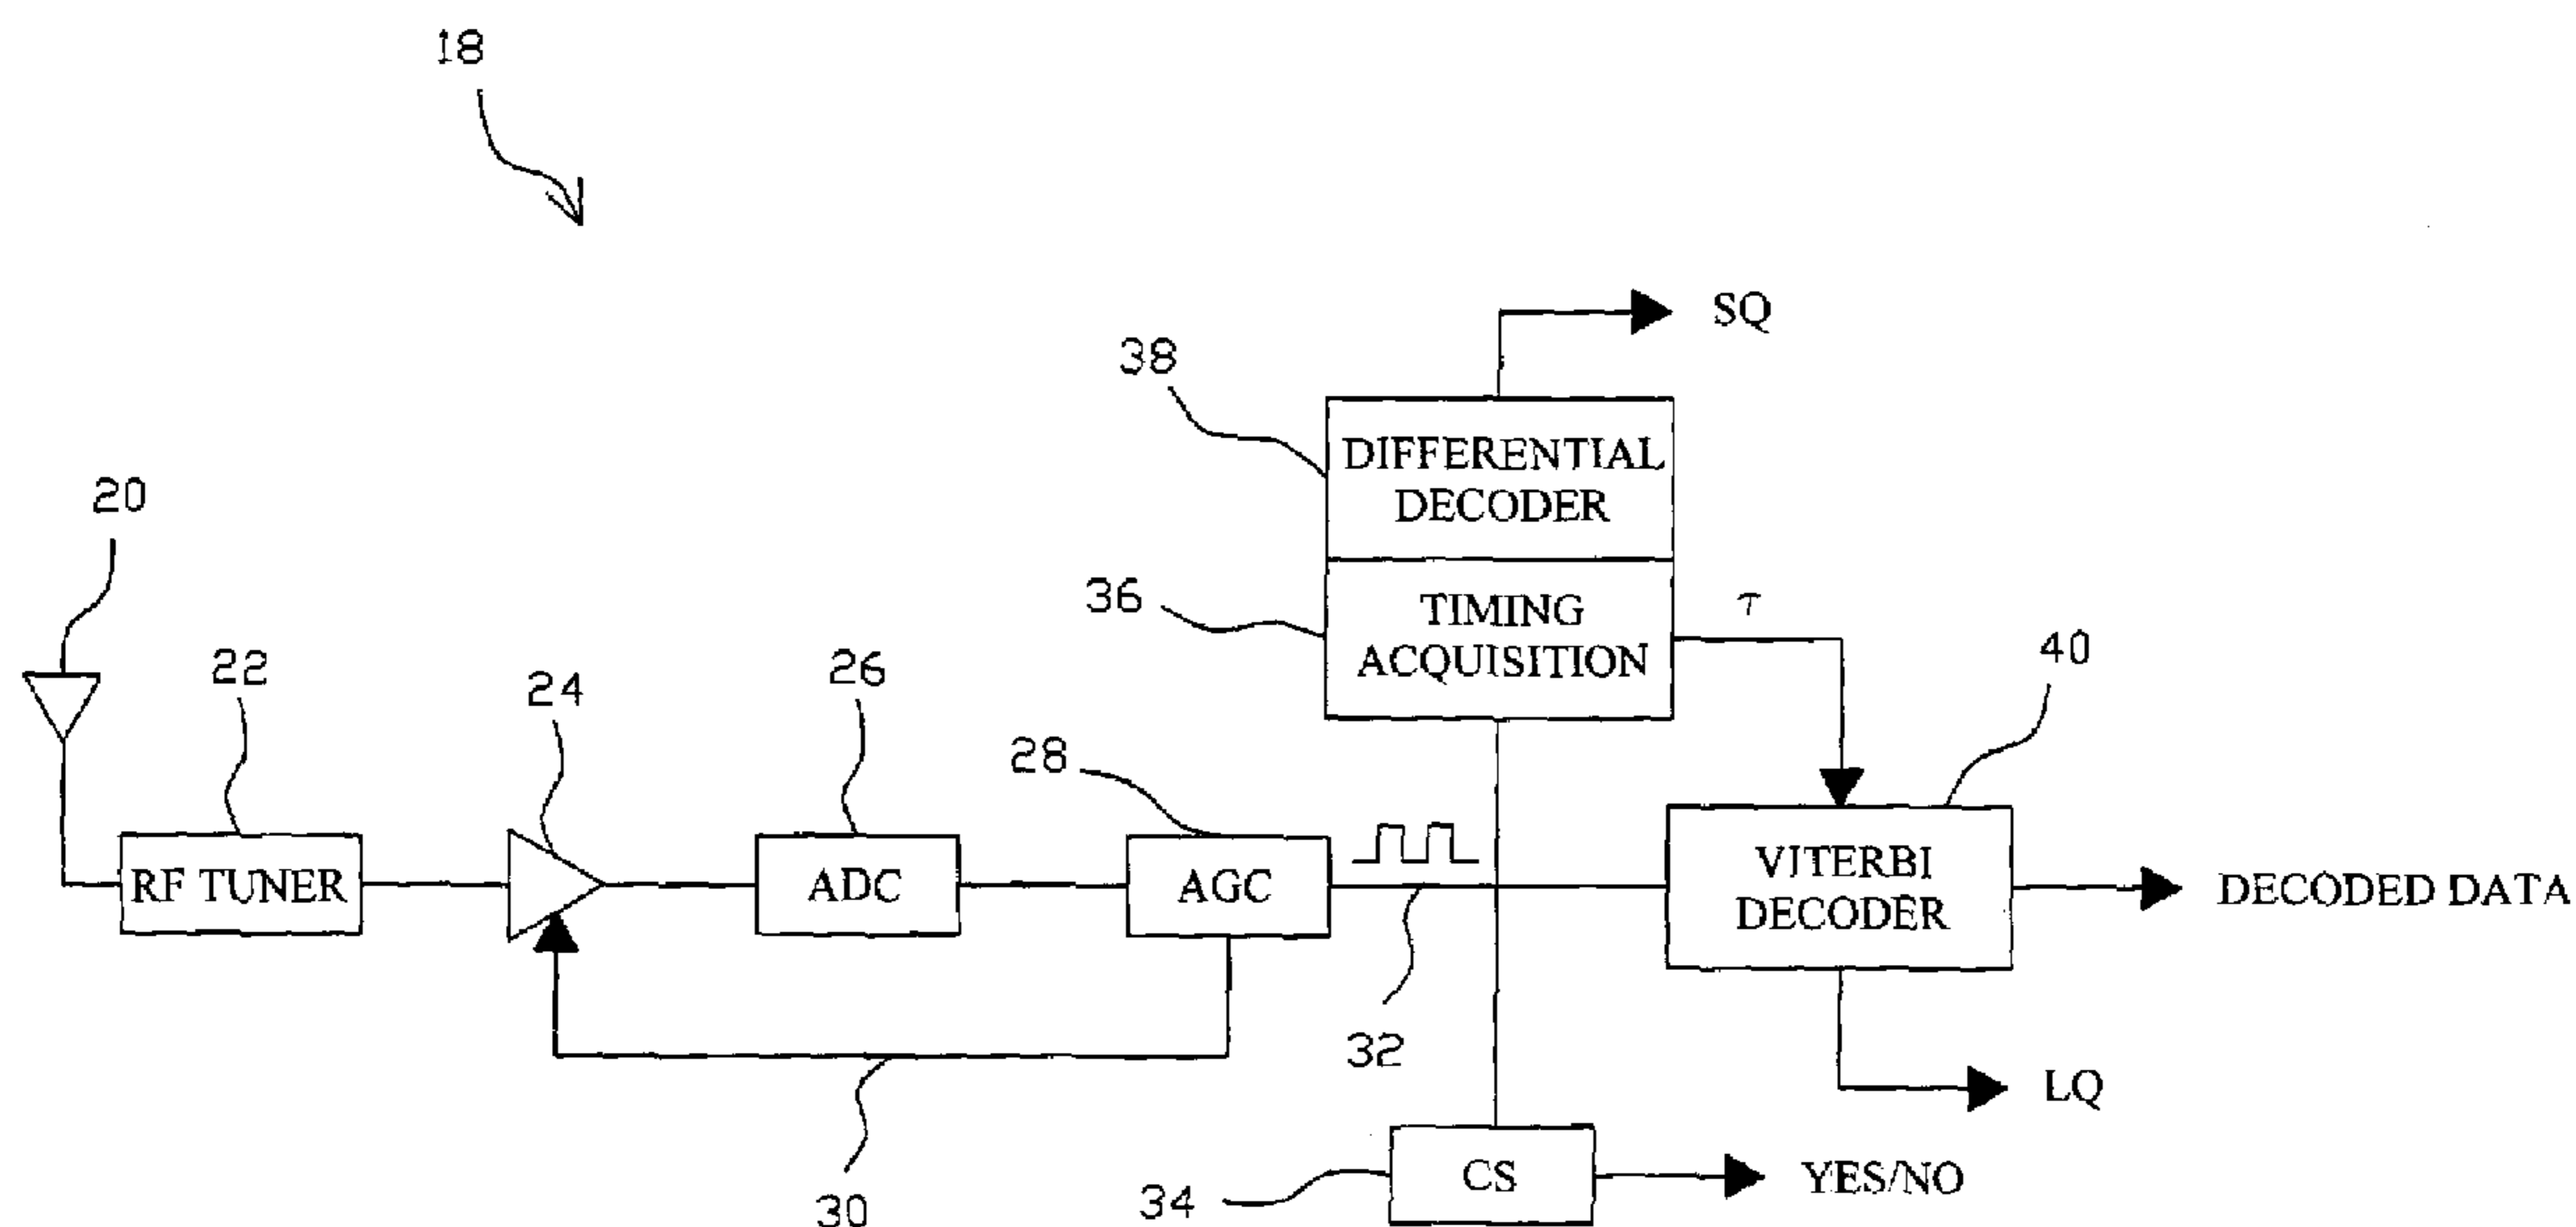 18
SQ
38
DIFFERENTIAL
DECODER
20
36
TIMING
ACQUISITION
τ
40
22
24
26
28
RF TUNER
ADC
AGC
VITERBI
DECODER
DECODED DATA
32
LQ
30
34
CS
YES/NO